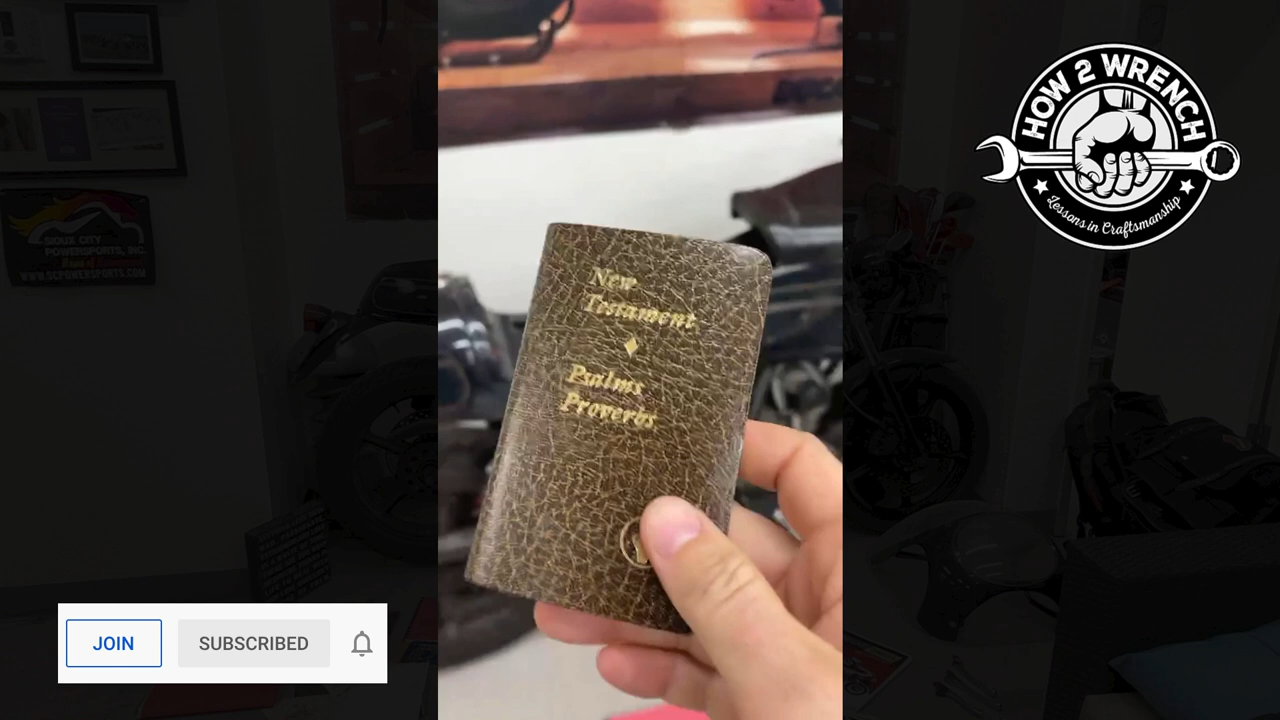 HOW 2 WRENCH
Lessons in Craftsmanship
New
Testament
Psalms
Proverbs
SIOUX CITY
POWERSPORTS, INC.
WWW.SCPOWERSPORTS.COM
JOIN
SUBSCRIBED